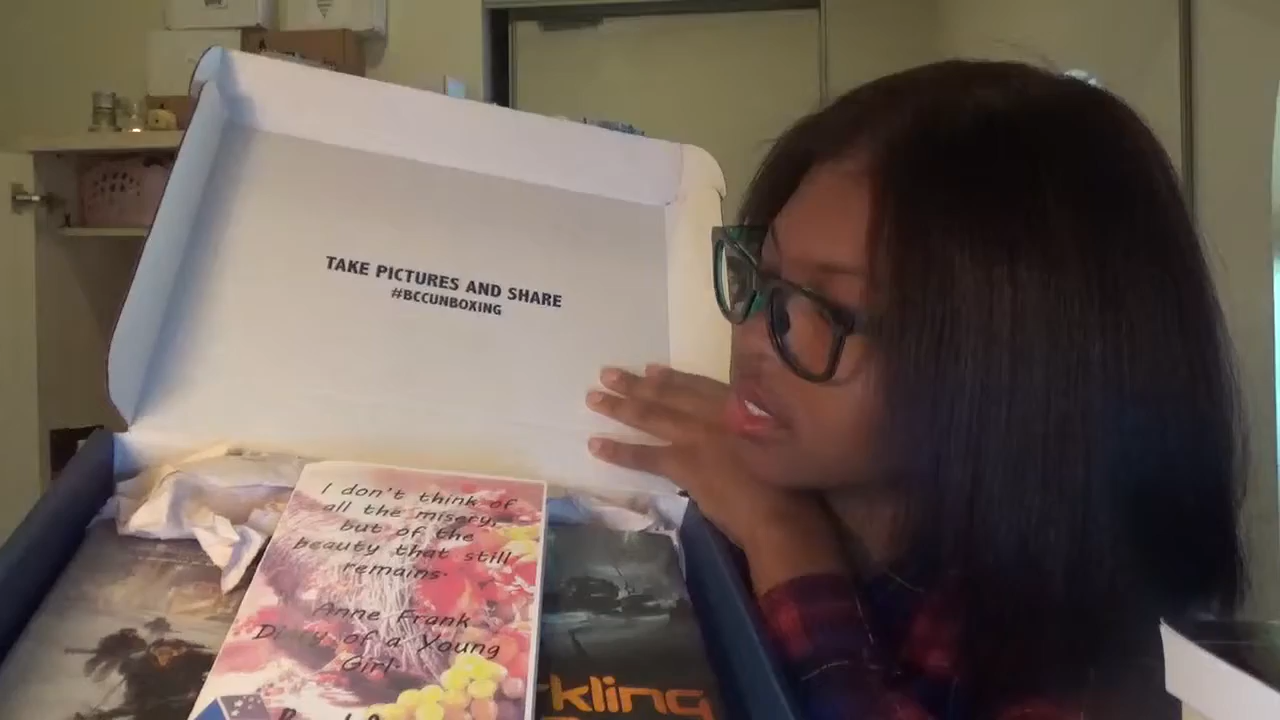 TAKE PICTURES AND SHARE
#BCCUNBOXING
I don't think of
all the misery,
but of the
beauty that still
remains.
Anne Frank
Diary of a Young
Girl
kling